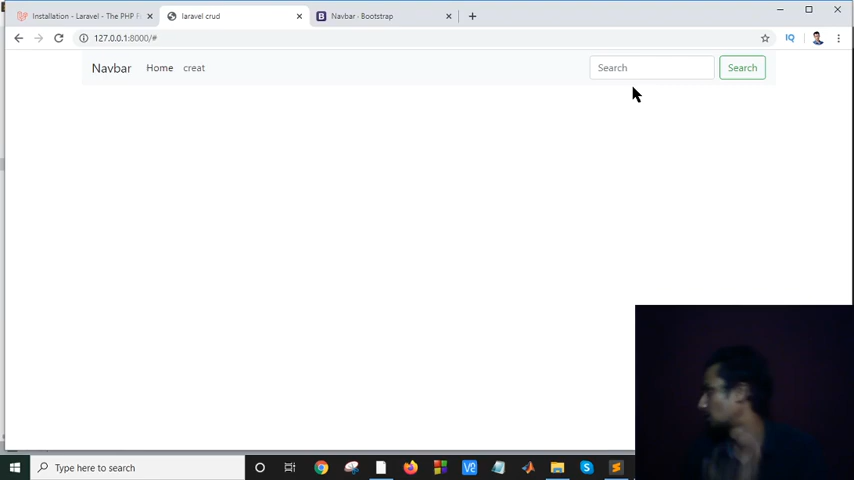 Installation - Laravel - The PHP F
laravel crud
Navbar · Bootstrap
127.0.0.1:8000/#
IQ
Navbar
Home
creat
Search
Search
Type here to search